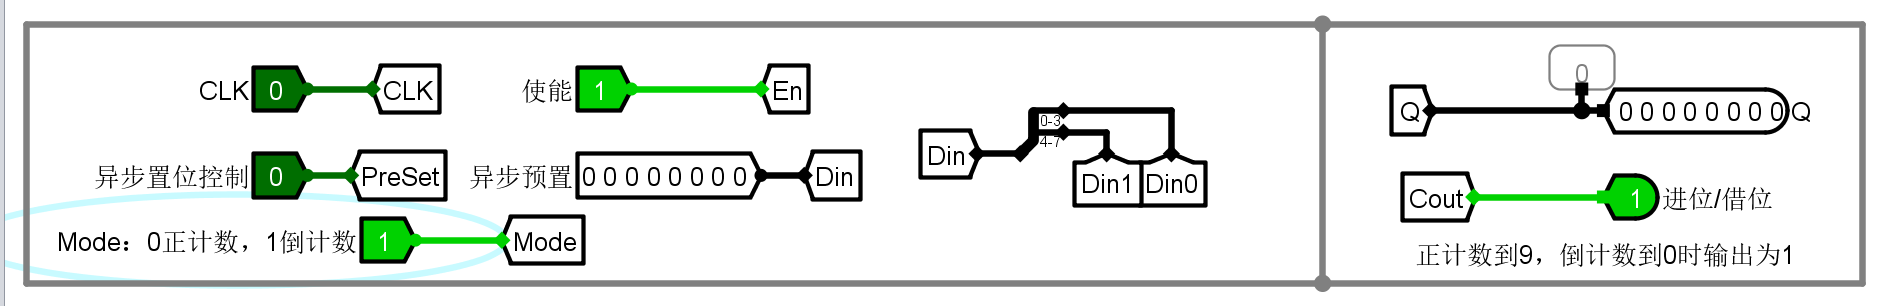 CLK 0 CLK
使能 1 En
异步置位控制 0 PreSet
异步预置 0 0 0 0 0 0 0 0 Din
Mode：0正计数，1倒计数 1 Mode
Din
0-3
4-7
Din1 Din0
0
Q 0 0 0 0 0 0 0 0 Q
Cout 1 进位/借位
正计数到9，倒计数到0时输出为1